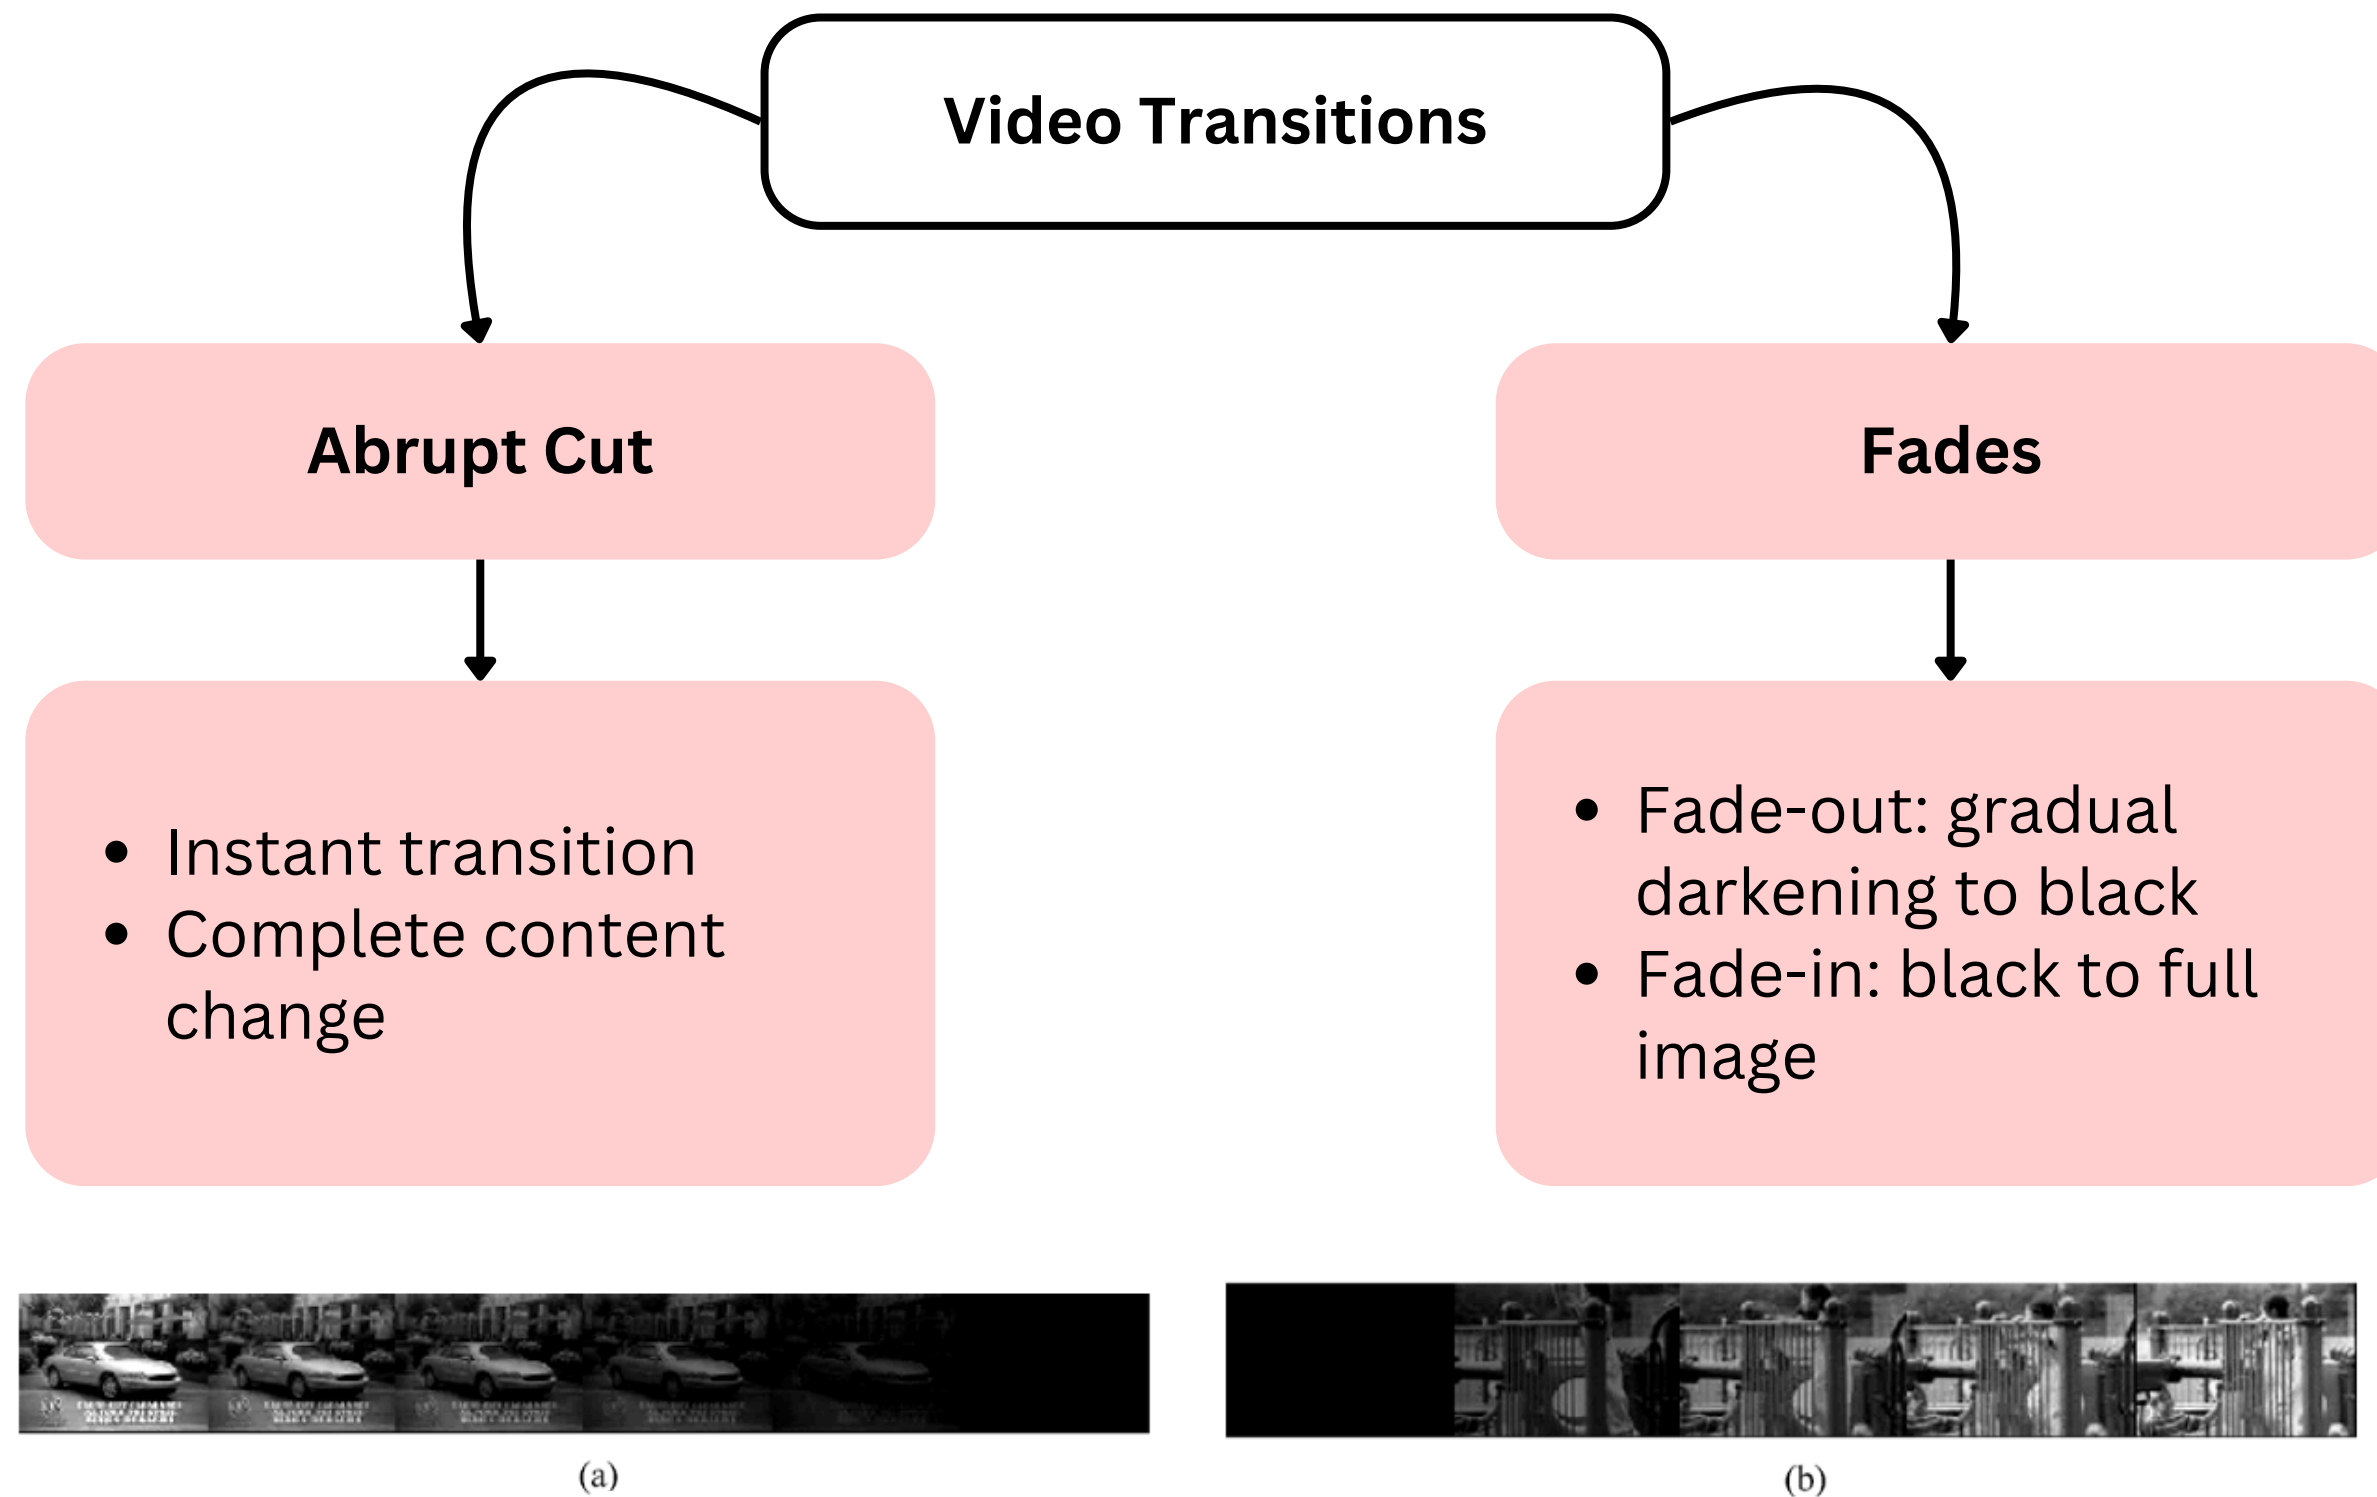 Video Transitions
Abrupt Cut
Fades
• Instant transition
• Complete content
change
• Fade-out: gradual
darkening to black
• Fade-in: black to full
image
(a)
(b)